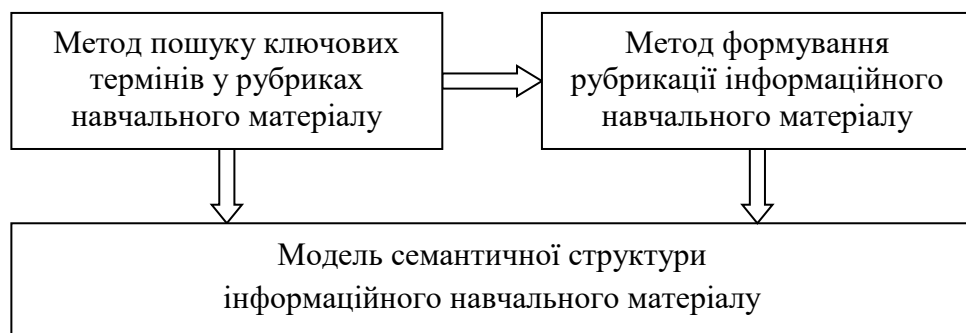 Метод пошуку ключових
термінів у рубриках
навчального матеріалу
Метод формування
рубрикації інформаційного
навчального матеріалу
Модель семантичної структури
інформаційного навчального матеріалу